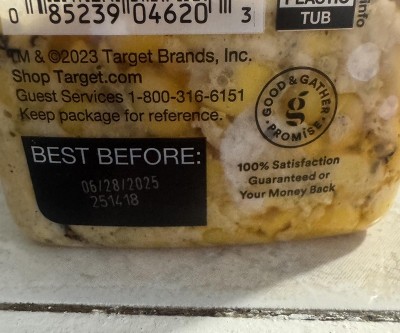 0 85239 04620 3
PLASTIC
TUB
info
TM & ©2023 Target Brands, Inc.
Shop Target.com
Guest Services 1-800-316-6151
Keep package for reference.
GOOD & GATHER
g
• PROMISE •
BEST BEFORE:
06/28/2025
251418
100% Satisfaction
Guaranteed or
Your Money Back